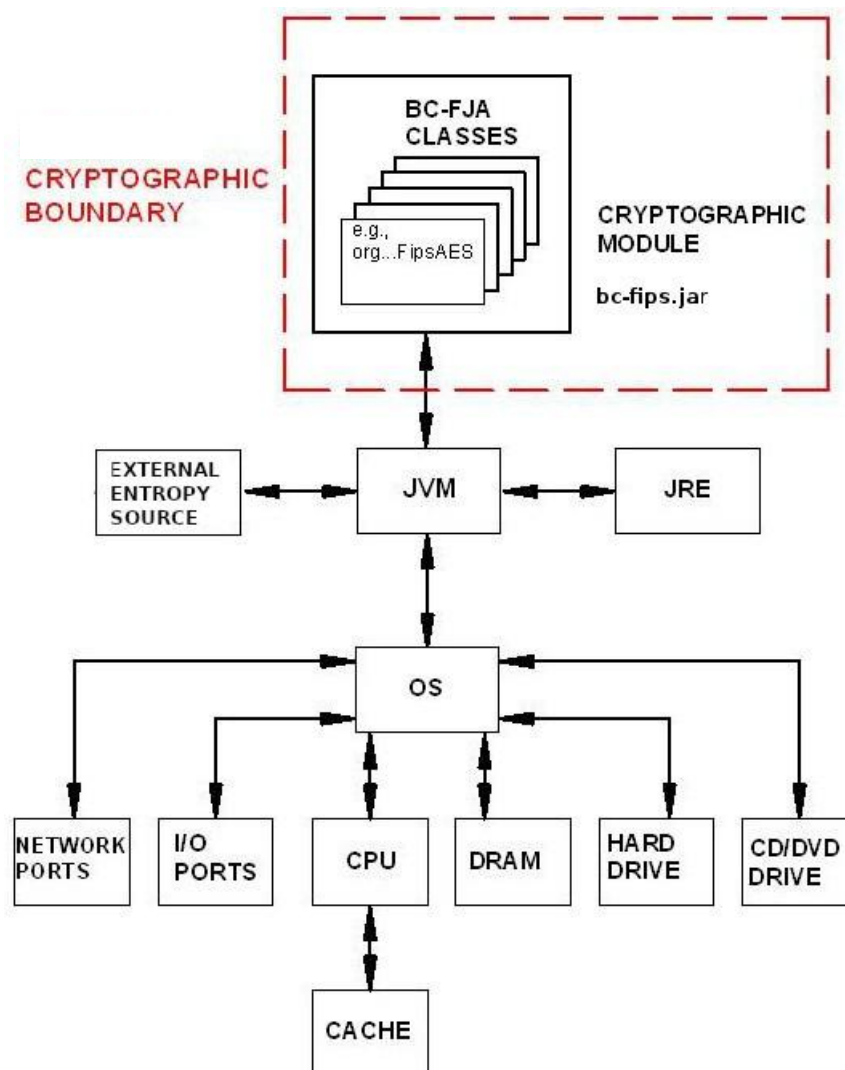 BC-FJA
CLASSES
CRYPTOGRAPHIC
BOUNDARY
e.g.,
org...FipsAES
CRYPTOGRAPHIC
MODULE
bc-fips.jar
EXTERNAL
ENTROPY
SOURCE
JVM
JRE
OS
NETWORK
PORTS
I/O
PORTS
CPU
DRAM
HARD
DRIVE
CD/DVD
DRIVE
CACHE